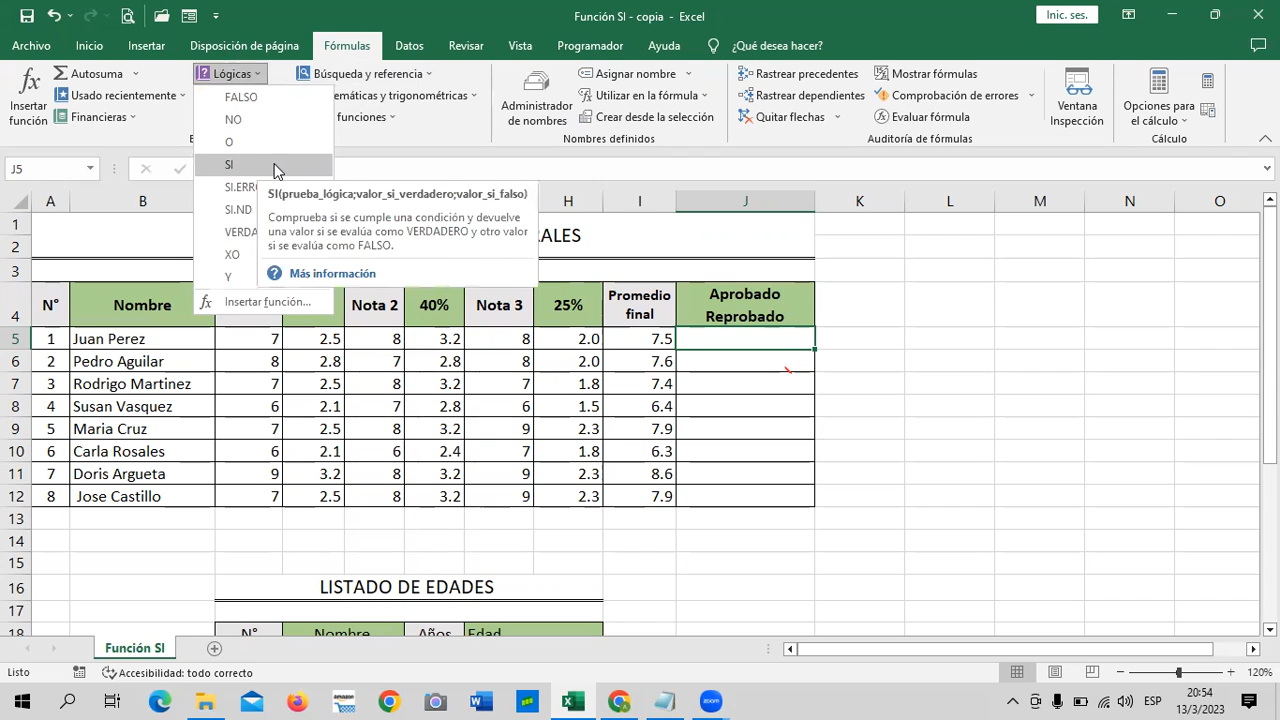 Función SI - copia - Excel
Inic. ses.
Archivo Inicio Insertar Disposición de página Fórmulas Datos Revisar Vista Programador Ayuda ¿Qué desea hacer?
Insertar función
Autosuma
Usado recientemente
Financieras
Lógicas
FALSO
NO
O
SI
SI.ERR
SI.ND
VERDA
XO
Y
Insertar función...
SI(prueba_lógica;valor_si_verdadero;valor_si_falso)
Comprueba si se cumple una condición y devuelve
una valor si se evalúa como VERDADERO y otro valor
si se evalúa como FALSO.
Más información
Búsqueda y referencia
temáticas y trigonométricas
funciones
Administrador de nombres
Asignar nombre
Utilizar en la fórmula
Crear desde la selección
Nombres definidos
Rastrear precedentes
Rastrear dependientes
Quitar flechas
Mostrar fórmulas
Comprobación de errores
Evaluar fórmula
Auditoría de fórmulas
Ventana Inspección
Opciones para el cálculo
Cálculo
J5
A B H I J K L M N O
1
2 RALES
3
4 N° Nombre Nota 2 40% Nota 3 25% Promedio final Aprobado Reprobado
5 1 Juan Perez 7 2.5 8 3.2 8 2.0 7.5
6 2 Pedro Aguilar 8 2.8 7 2.8 8 2.0 7.6
7 3 Rodrigo Martinez 7 2.5 8 3.2 7 1.8 7.4
8 4 Susan Vasquez 6 2.1 7 2.8 6 1.5 6.4
9 5 Maria Cruz 7 2.5 8 3.2 9 2.3 7.9
10 6 Carla Rosales 6 2.1 6 2.4 7 1.8 6.3
11 7 Doris Argueta 9 3.2 8 3.2 9 2.3 8.6
12 8 Jose Castillo 7 2.5 8 3.2 9 2.3 7.9
13
14
15
16 LISTADO DE EDADES
17
18 N° Nombre Años Edad
Función SI
Listo Accesibilidad: todo correcto 120%
ESP 20:54
13/3/2023